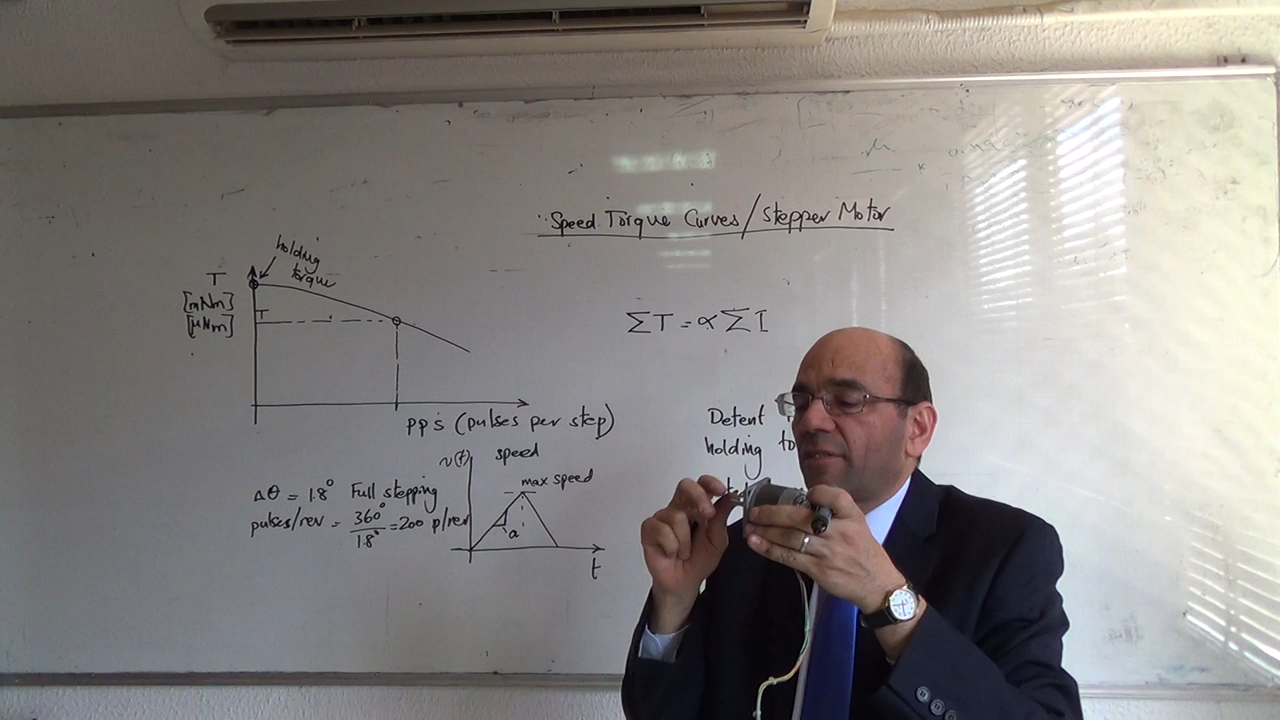 Speed Torque Curves/Stepper Motor
holding
torque
T
[mNm]
[μNm]
T
ΣT = α Σ I
pps (pulses per step)
Detent
holding
v(t) speed
max speed
a
t
Δθ = 1.8° Full stepping
pulses/rev = 360° / 1.8° = 200 p/rev